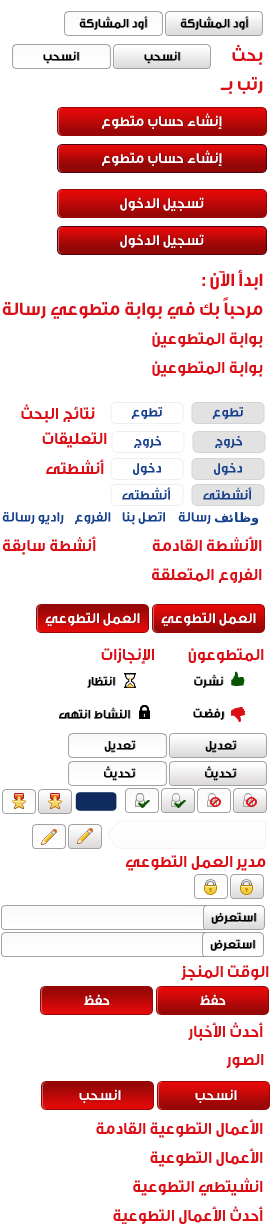 أود المشاركة أود المشاركة
بحث انسحب انسحب
رتب بـ
إنشاء حساب متطوع
إنشاء حساب متطوع
تسجيل الدخول
تسجيل الدخول
ابدأ الآن :
مرحباً بك في بوابة متطوعي رسالة
بوابة المتطوعين
بوابة المتطوعين
تطوع تطوع نتائج البحث
خروج خروج التعليقات
دخول دخول أنشطتى
أنشطتى أنشطتى
وظائف رسالة اتصل بنا الفروع راديو رسالة
الأنشطة القادمة أنشطة سابقة
الفروع المتعلقة
العمل التطوعي العمل التطوعي
المتطوعون الإنجازات
نشرت انتظار
رفضت النشاط انتهى
تعديل تعديل
تحديث تحديث
مدير العمل التطوعي
استعرض
استعرض
الوقت المنجز
حفظ حفظ
أحدث الأخبار
الصور
انسحب انسحب
الأعمال التطوعية القادمة
الأعمال التطوعية
انشيتطي التطوعية
أحدث الأعمال التطوعية